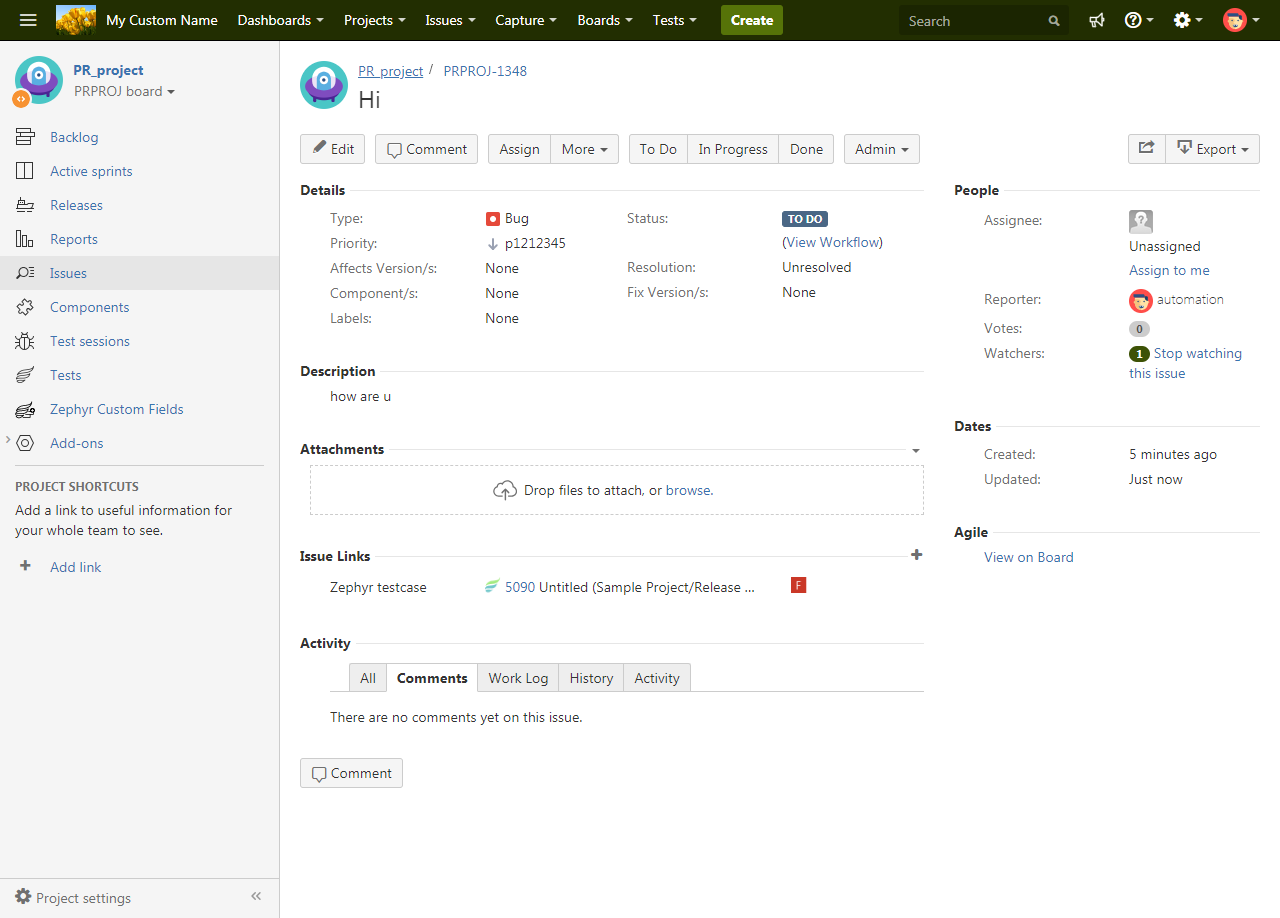 My Custom Name Dashboards Projects Issues Capture Boards Tests Create Search
PR_project
PRPROJ board
Backlog
Active sprints
Releases
Reports
Issues
Components
Test sessions
Tests
Zephyr Custom Fields
Add-ons
PROJECT SHORTCUTS
Add a link to useful information for
your whole team to see.
Add link
Project settings
PR_project / PRPROJ-1348
Hi
Edit Comment Assign More To Do In Progress Done Admin Export
Details
Type: Bug
Priority: p1212345
Affects Version/s: None
Component/s: None
Labels: None
Status: TO DO
(View Workflow)
Resolution: Unresolved
Fix Version/s: None
Description
how are u
Attachments
Drop files to attach, or browse.
Issue Links
Zephyr testcase 5090 Untitled (Sample Project/Release ... F
Activity
All Comments Work Log History Activity
There are no comments yet on this issue.
Comment
People
Assignee:
Unassigned
Assign to me
Reporter: automation
Votes: 0
Watchers: 1 Stop watching
this issue
Dates
Created: 5 minutes ago
Updated: Just now
Agile
View on Board